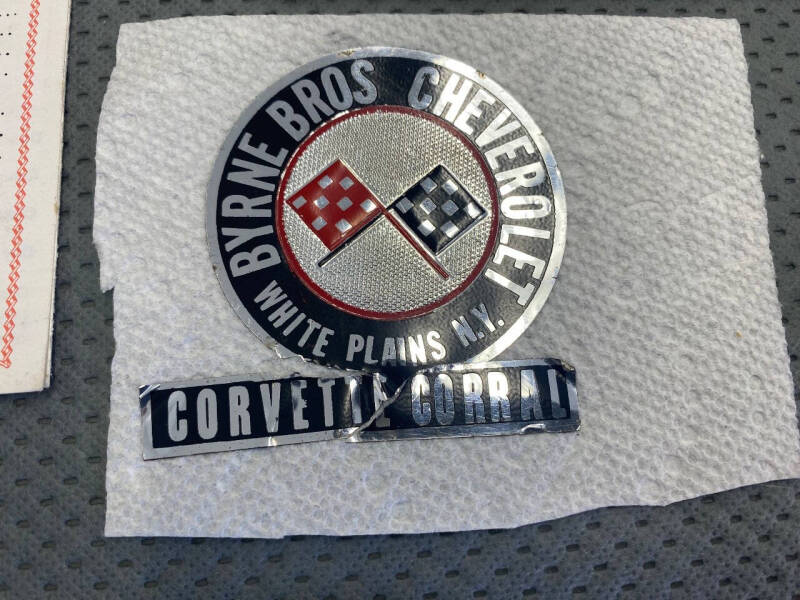 BYRNE BROS CHEVEROLET
WHITE PLAINS N.Y.
CORVETTE CORRAL